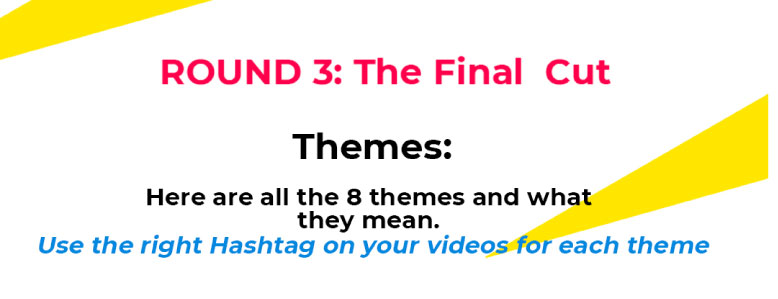 ROUND 3: The Final Cut
Themes:
Here are all the 8 themes and what
they mean.
Use the right Hashtag on your videos for each theme